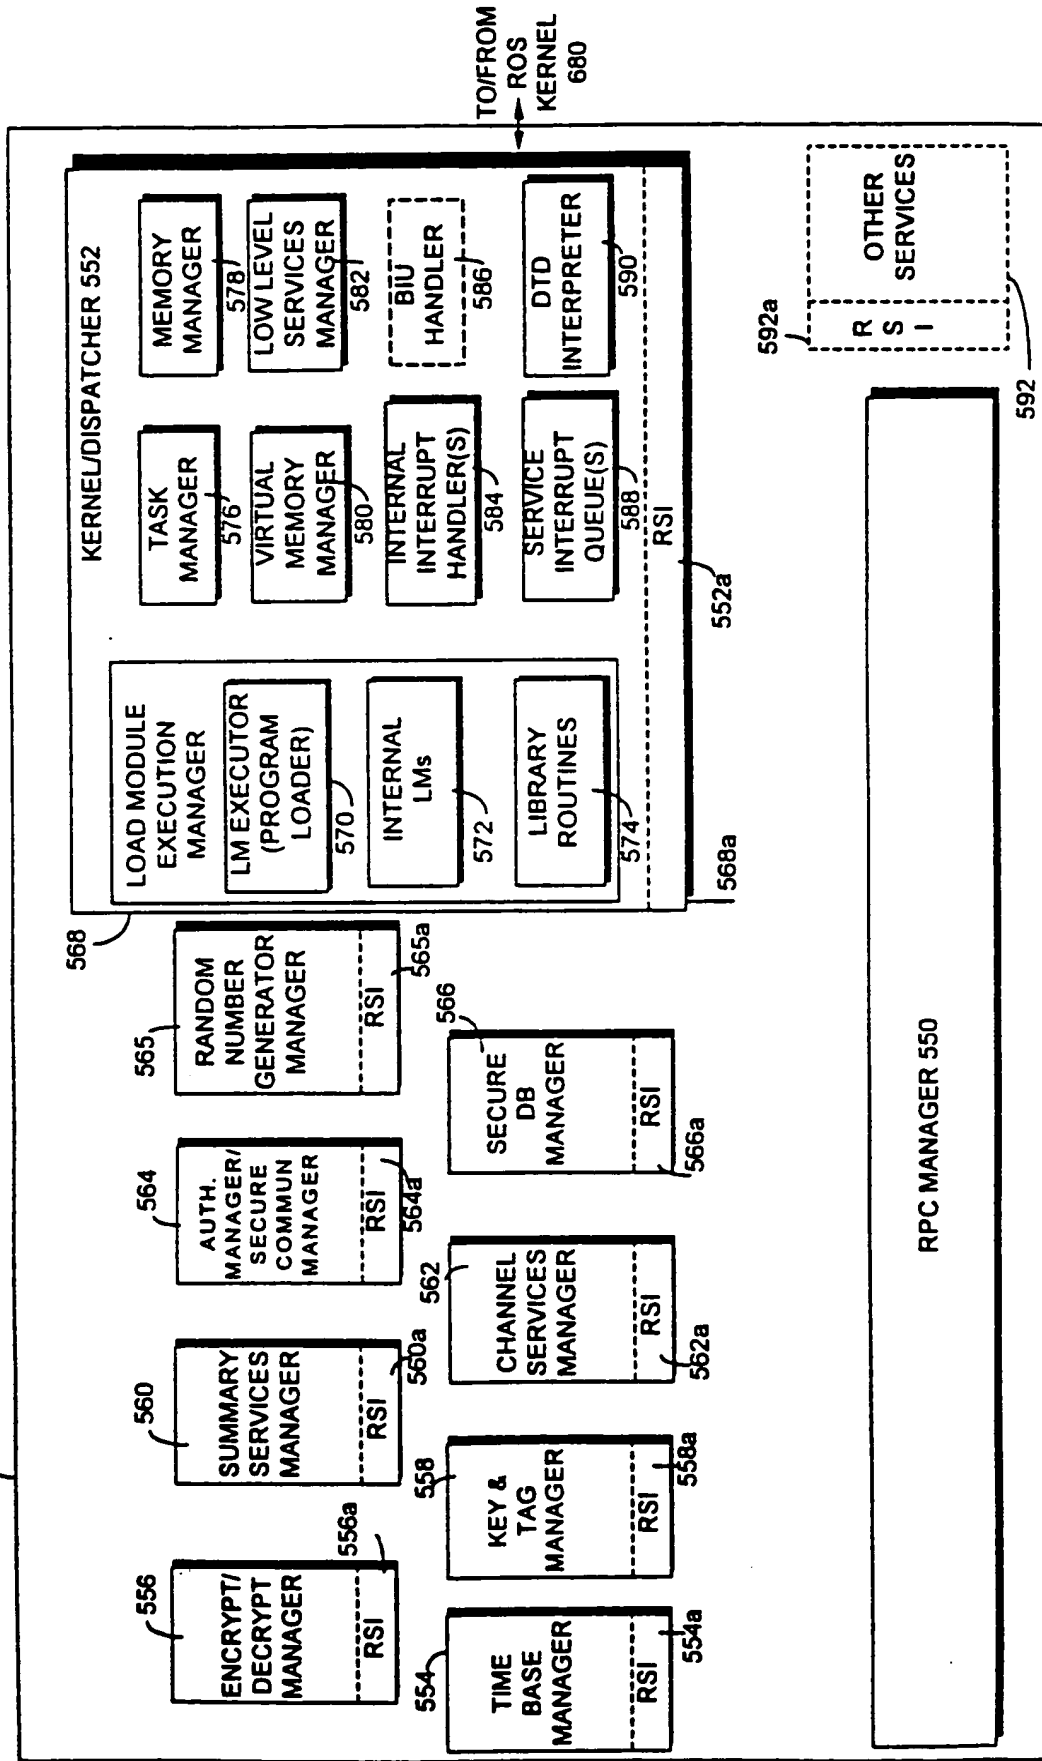 KERNEL/DISPATCHER 552
LOAD MODULE
EXECUTION
MANAGER
LM EXECUTOR
(PROGRAM
LOADER)
570
INTERNAL
LMs
572
LIBRARY
ROUTINES
574
568
568a
TASK
MANAGER
576
MEMORY
MANAGER
578
VIRTUAL
MEMORY
MANAGER
580
LOW LEVEL
SERVICES
MANAGER
582
INTERNAL
INTERRUPT
HANDLER(S)
584
BIU
HANDLER
586
SERVICE
INTERRUPT
QUEUE(S)
588
DTD
INTERPRETER
590
RSI
552a
TO/FROM
ROS
KERNEL
680
556
ENCRYPT/
DECRYPT
MANAGER
RSI
556a
560
SUMMARY
SERVICES
MANAGER
RSI
560a
564
AUTH.
MANAGER/
SECURE
COMMUN
MANAGER
RSI
564a
565
RANDOM
NUMBER
GENERATOR
MANAGER
RSI
565a
554
TIME
BASE
MANAGER
RSI
554a
558
KEY &
TAG
MANAGER
RSI
558a
562
CHANNEL
SERVICES
MANAGER
RSI
562a
566
SECURE
DB
MANAGER
RSI
566a
RPC MANAGER 550
592a
R
S
I
OTHER
SERVICES
592